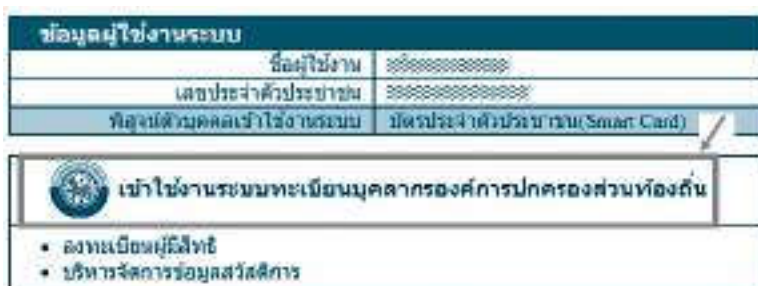 ข้อมูลผู้ใช้งานระบบ
ชื่อผู้ใช้งาน
เลขประจำตัวประชาชน
พิสูจน์ตัวบุคคลเข้าใช้งานระบบ บัตรประจำตัวประชาชน(Smart Card)
เข้าใช้งานระบบทะเบียนบุคลากรองค์การปกครองส่วนท้องถิ่น
• ลงทะเบียนผู้มีสิทธิ
• บริหารจัดการข้อมูลสวัสดิการ